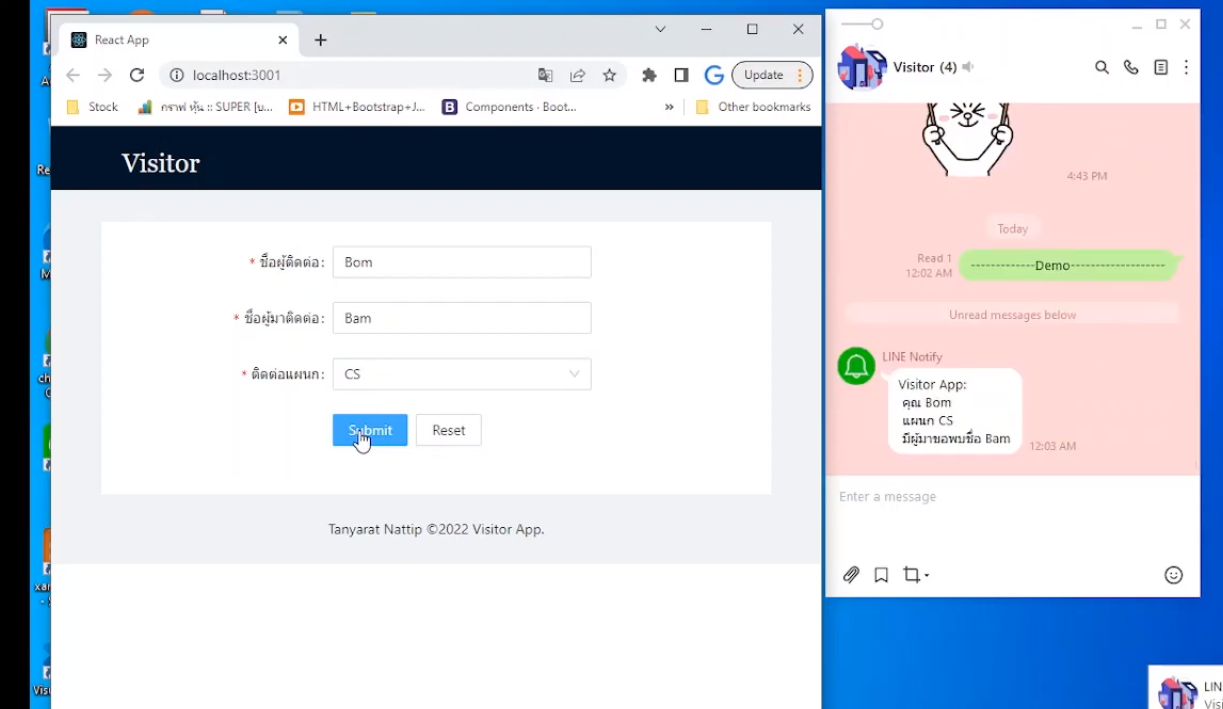 React App
localhost:3001
Update
Stock
กราฟ หุ้น :: SUPER [บ...
HTML+Bootstrap+J...
B
Components · Boot...
»
Other bookmarks
Visitor
* ชื่อผู้ติดต่อ:
Bom
* ชื่อผู้มาติดต่อ:
Bam
* ติดต่อแผนก:
CS
Submit
Reset
Tanyarat Nattip ©2022 Visitor App.
Visitor (4)
4:43 PM
Today
Read 1
12:02 AM
-------------Demo-------------------
Unread messages below
LINE Notify
Visitor App:
คุณ Bom
แผนก CS
มีผู้มาขอพบชื่อ Bam
12:03 AM
Enter a message
LIN
Visi